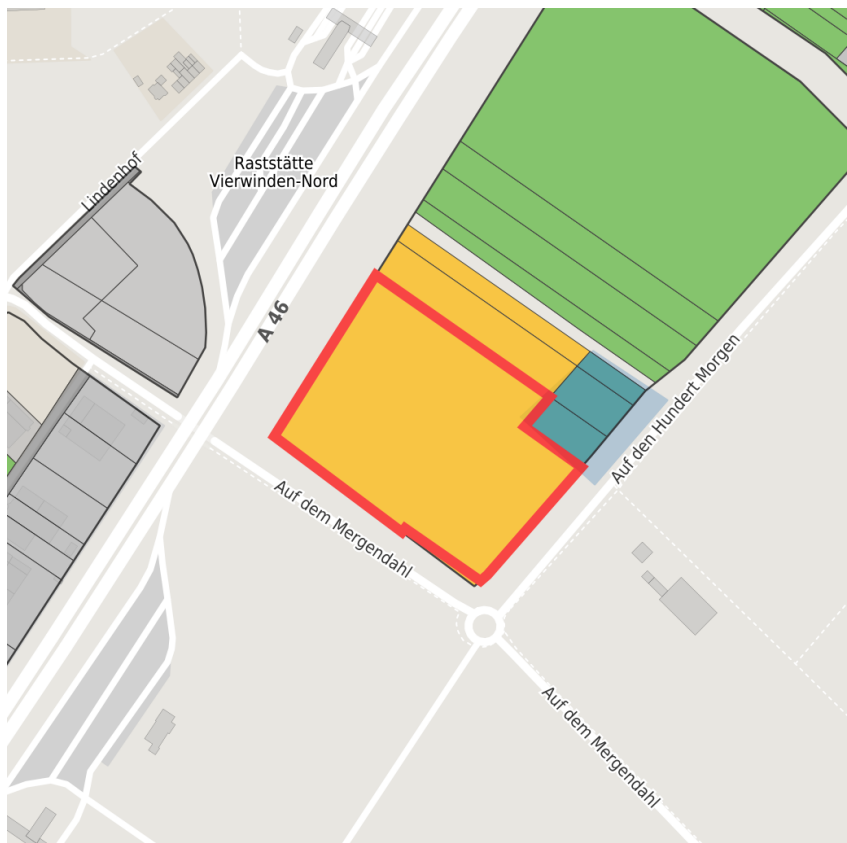 Lindenhof
Raststätte
Vierwinden-Nord
A 46
Auf den Hundert Morgen
Auf dem Mergendahl
Auf dem Mergendahl